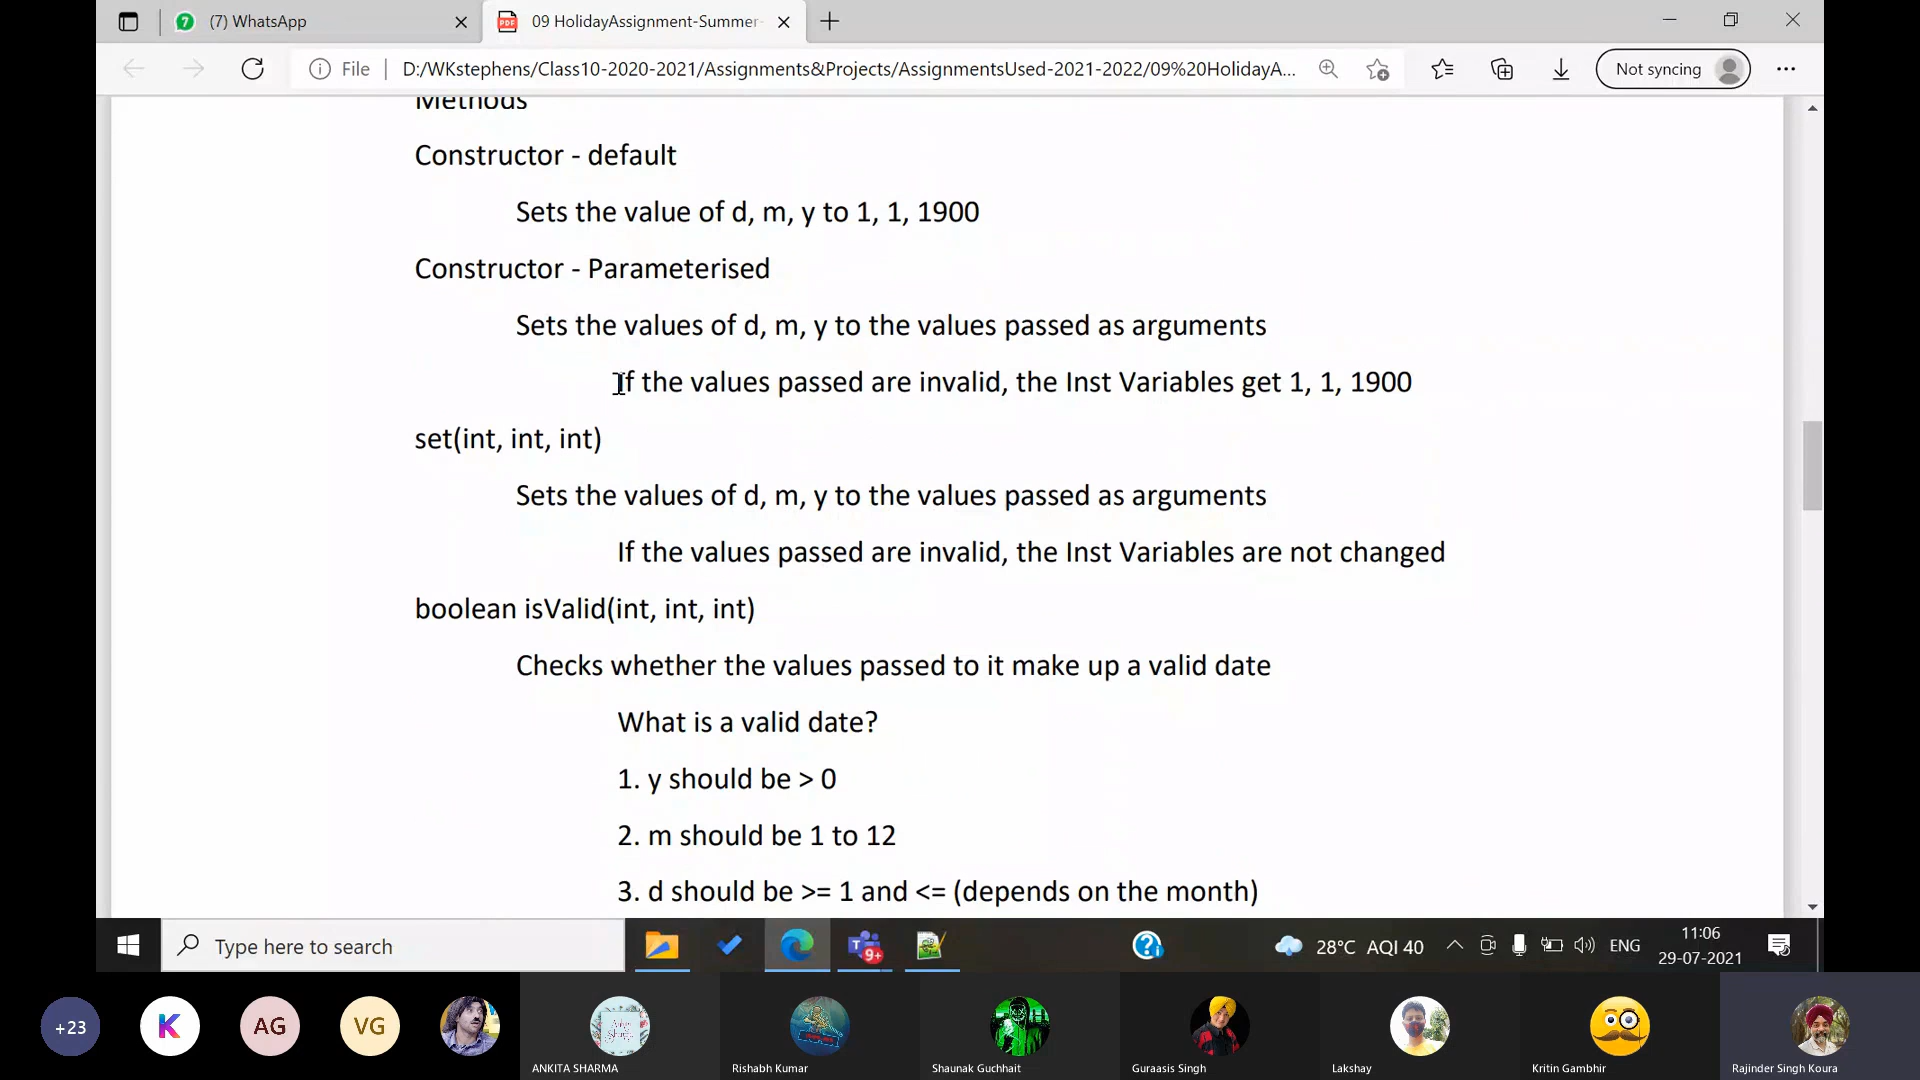 (7) WhatsApp
09 HolidayAssignment-Summer-
File
D:/WKstephens/Class10-2020-2021/Assignments&Projects/AssignmentsUsed-2021-2022/09%20HolidayA...
Not syncing
Methods
Constructor - default
Sets the value of d, m, y to 1, 1, 1900
Constructor - Parameterised
Sets the values of d, m, y to the values passed as arguments
If the values passed are invalid, the Inst Variables get 1, 1, 1900
set(int, int, int)
Sets the values of d, m, y to the values passed as arguments
If the values passed are invalid, the Inst Variables are not changed
boolean isValid(int, int, int)
Checks whether the values passed to it make up a valid date
What is a valid date?
1. y should be > 0
2. m should be 1 to 12
3. d should be >= 1 and <= (depends on the month)
Type here to search
9+
28°C AQI 40
ENG
11:06
29-07-2021
+23
K
AG
VG
ANKITA SHARMA
Rishabh Kumar
Shaunak Guchhait
Guraasis Singh
Lakshay
Kritin Gambhir
Rajinder Singh Koura